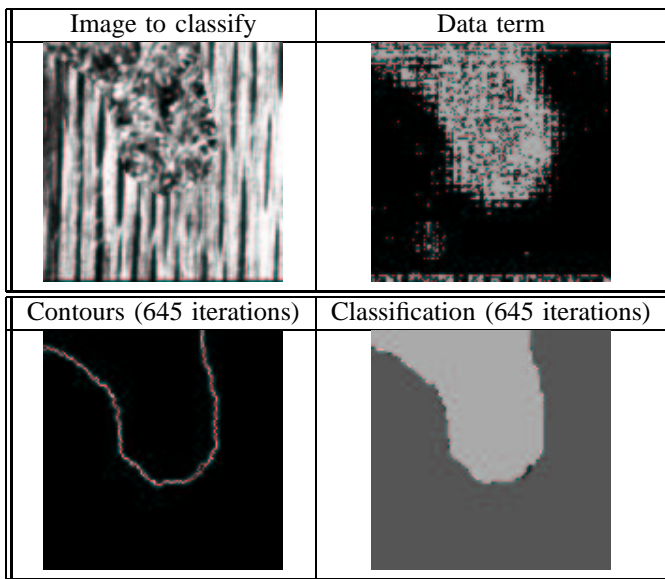 Image to classify
Data term
Contours (645 iterations)
Classification (645 iterations)